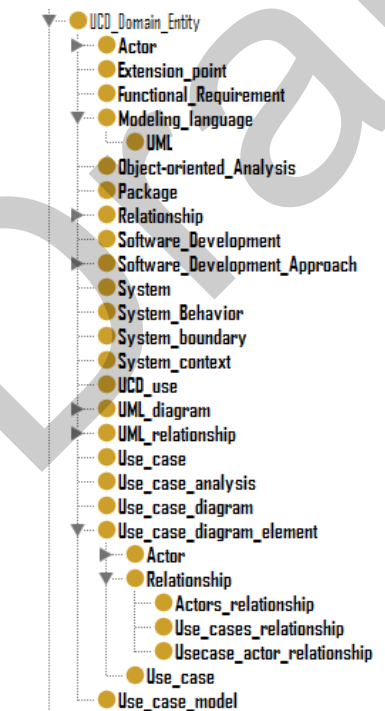 UCD_Domain_Entity
Actor
Extension_point
Functional_Requirement
Modeling_language
UML
Object-oriented_Analysis
Package
Relationship
Software_Development
Software_Development_Approach
System
System_Behavior
System_boundary
System_context
UCD_use
UML_diagram
UML_relationship
Use_case
Use_case_analysis
Use_case_diagram
Use_case_diagram_element
Actor
Relationship
Actors_relationship
Use_cases_relationship
Usecase_actor_relationship
Use_case
Use_case_model